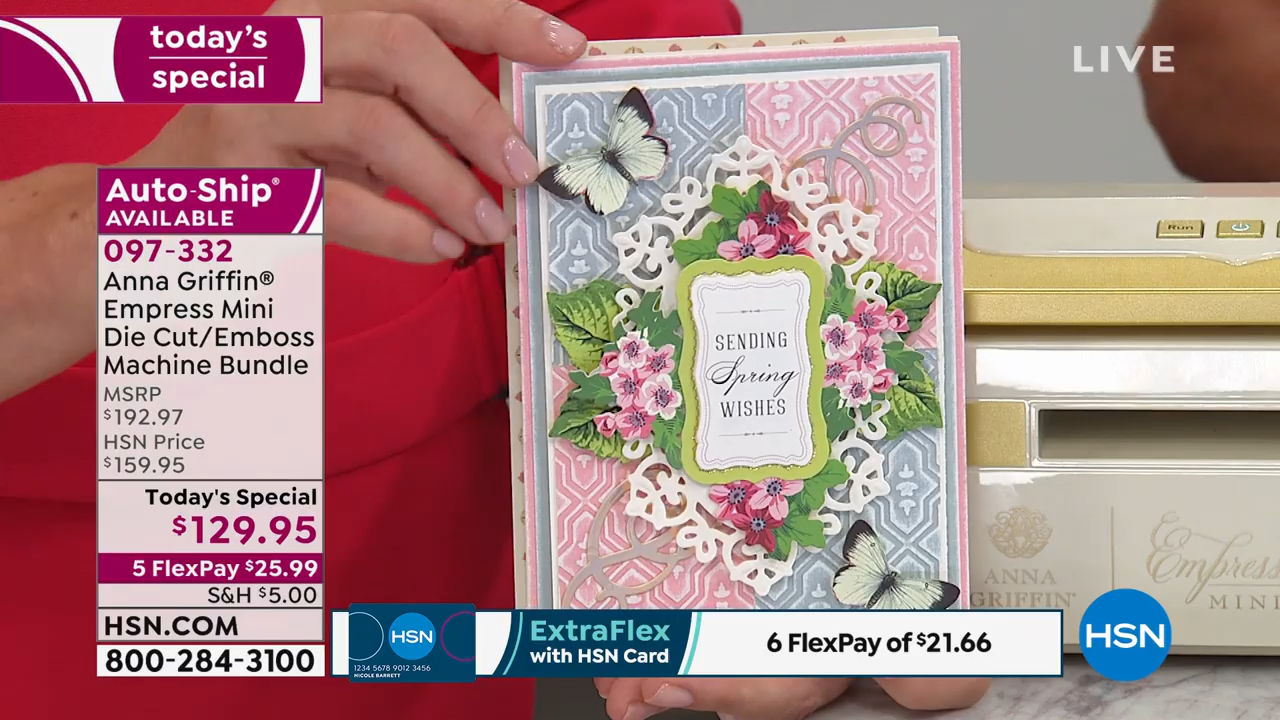 today's
special
LIVE
Auto-Ship®
AVAILABLE
097-332
Anna Griffin®
Empress Mini
Die Cut/Emboss
Machine Bundle
MSRP
$192.97
HSN Price
$159.95
Today's Special
$129.95
5 FlexPay $25.99
S&H $5.00
HSN.COM
800-284-3100
SENDING
Spring
WISHES
Run
ANNA
GRIFFIN
Empress
MINI
HSN
1234 5678 9012 3456
NICOLE BARRETT
ExtraFlex
with HSN Card
6 FlexPay of $21.66
HSN